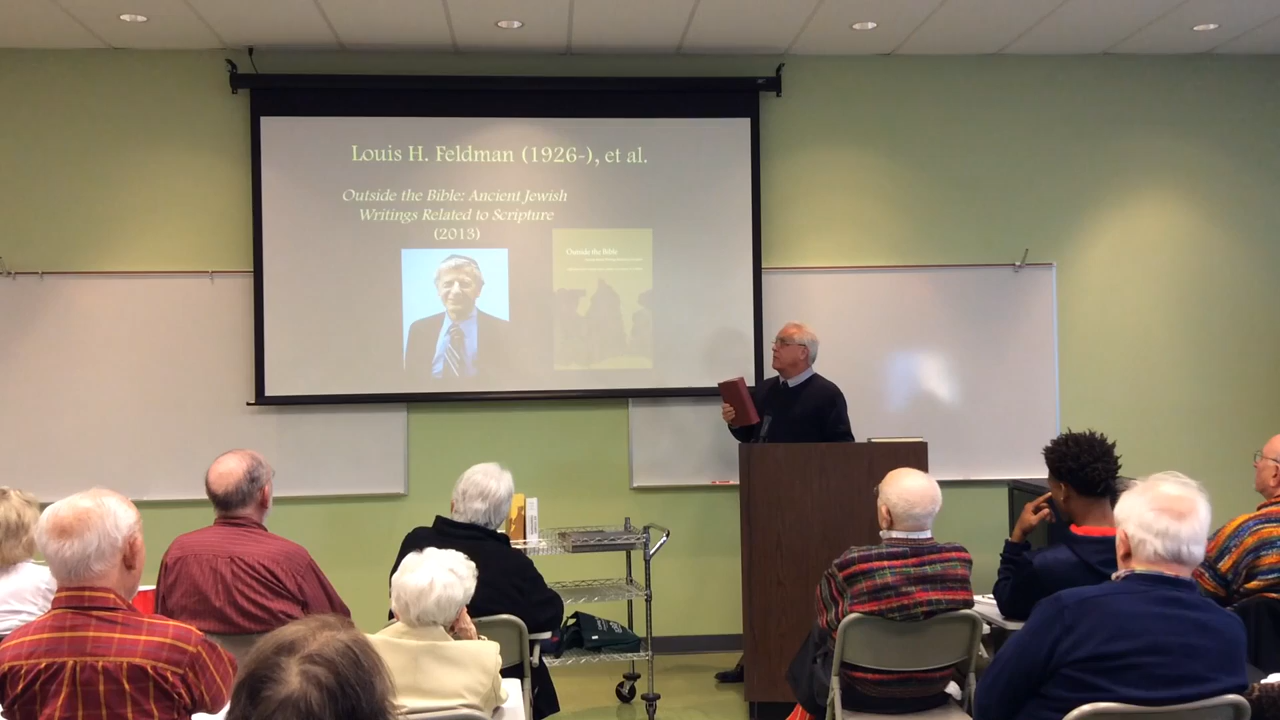 Louis H. Feldman (1926-), et al.
Outside the Bible: Ancient Jewish
Writings Related to Scripture
(2013)
Outside the Bible